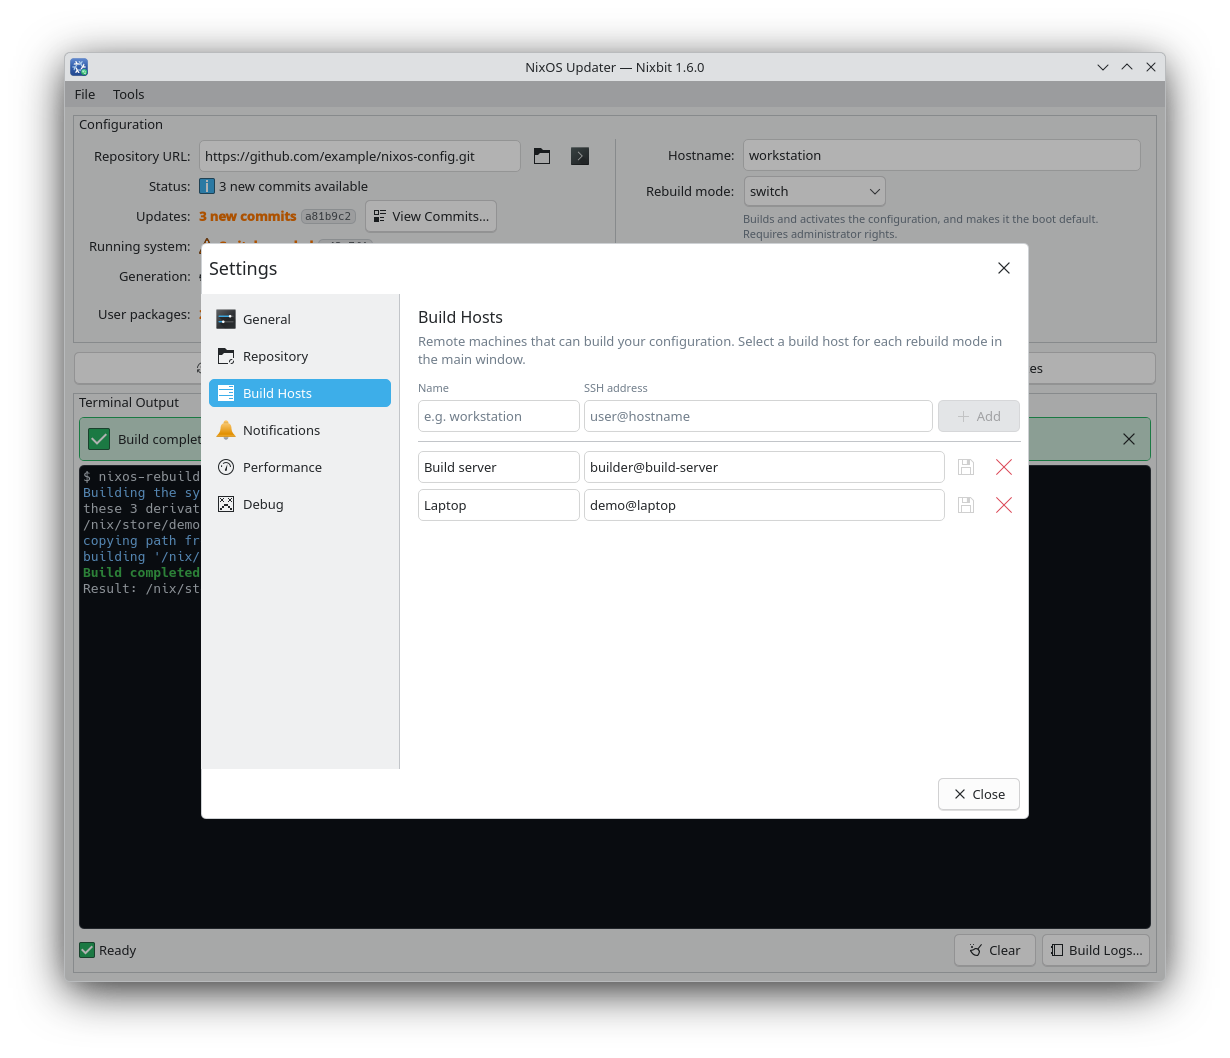 NixOS Updater — Nixbit 1.6.0
File Tools
Configuration
Repository URL: https://github.com/example/nixos-config.git
Status: 3 new commits available
Updates: 3 new commits a81b9c2 View Commits...
Running system:
Generation:
User packages:
Hostname: workstation
Rebuild mode: switch
Builds and activates the configuration, and makes it the boot default.
Requires administrator rights.
Settings
General
Repository
Build Hosts
Notifications
Performance
Debug
Build Hosts
Remote machines that can build your configuration. Select a build host for each rebuild mode in
the main window.
Name SSH address
e.g. workstation user@hostname Add
Build server builder@build-server
Laptop demo@laptop
Close
Terminal Output
Build complet
$ nixos-rebuild
Building the sy
these 3 derivat
/nix/store/demo
copying path fr
building '/nix/
Build completed
Result: /nix/st
Ready
Clear Build Logs...